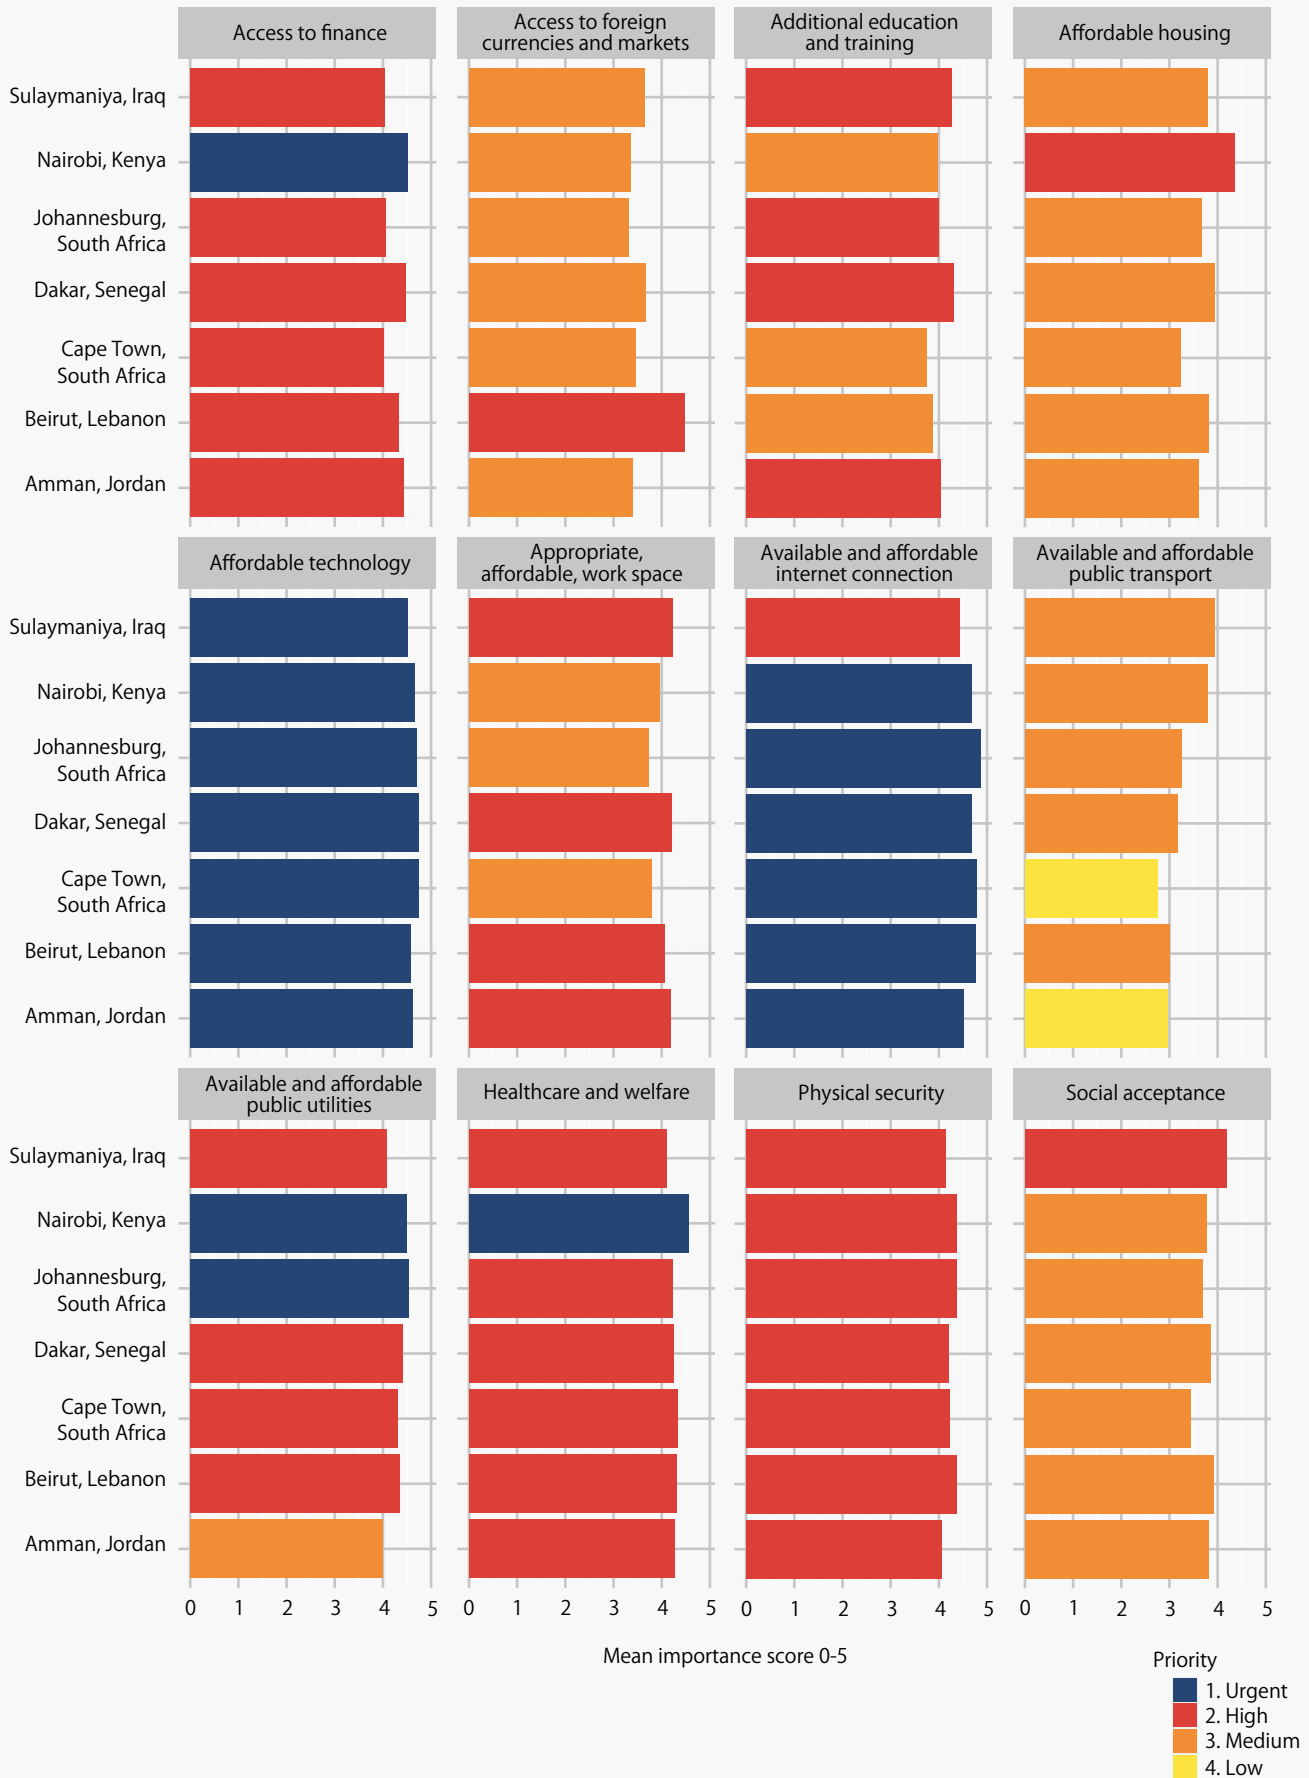 Access to finance
Access to foreign
currencies and markets
Additional education
and training
Affordable housing
Sulaymaniya, Iraq
Nairobi, Kenya
Johannesburg,
South Africa
Dakar, Senegal
Cape Town,
South Africa
Beirut, Lebanon
Amman, Jordan
Affordable technology
Appropriate,
affordable, work space
Available and affordable
internet connection
Available and affordable
public transport
Sulaymaniya, Iraq
Nairobi, Kenya
Johannesburg,
South Africa
Dakar, Senegal
Cape Town,
South Africa
Beirut, Lebanon
Amman, Jordan
Available and affordable
public utilities
Healthcare and welfare
Physical security
Social acceptance
Sulaymaniya, Iraq
Nairobi, Kenya
Johannesburg,
South Africa
Dakar, Senegal
Cape Town,
South Africa
Beirut, Lebanon
Amman, Jordan
0 1 2 3 4 5
0 1 2 3 4 5
0 1 2 3 4 5
0 1 2 3 4 5
Mean importance score 0-5
Priority
1. Urgent
2. High
3. Medium
4. Low